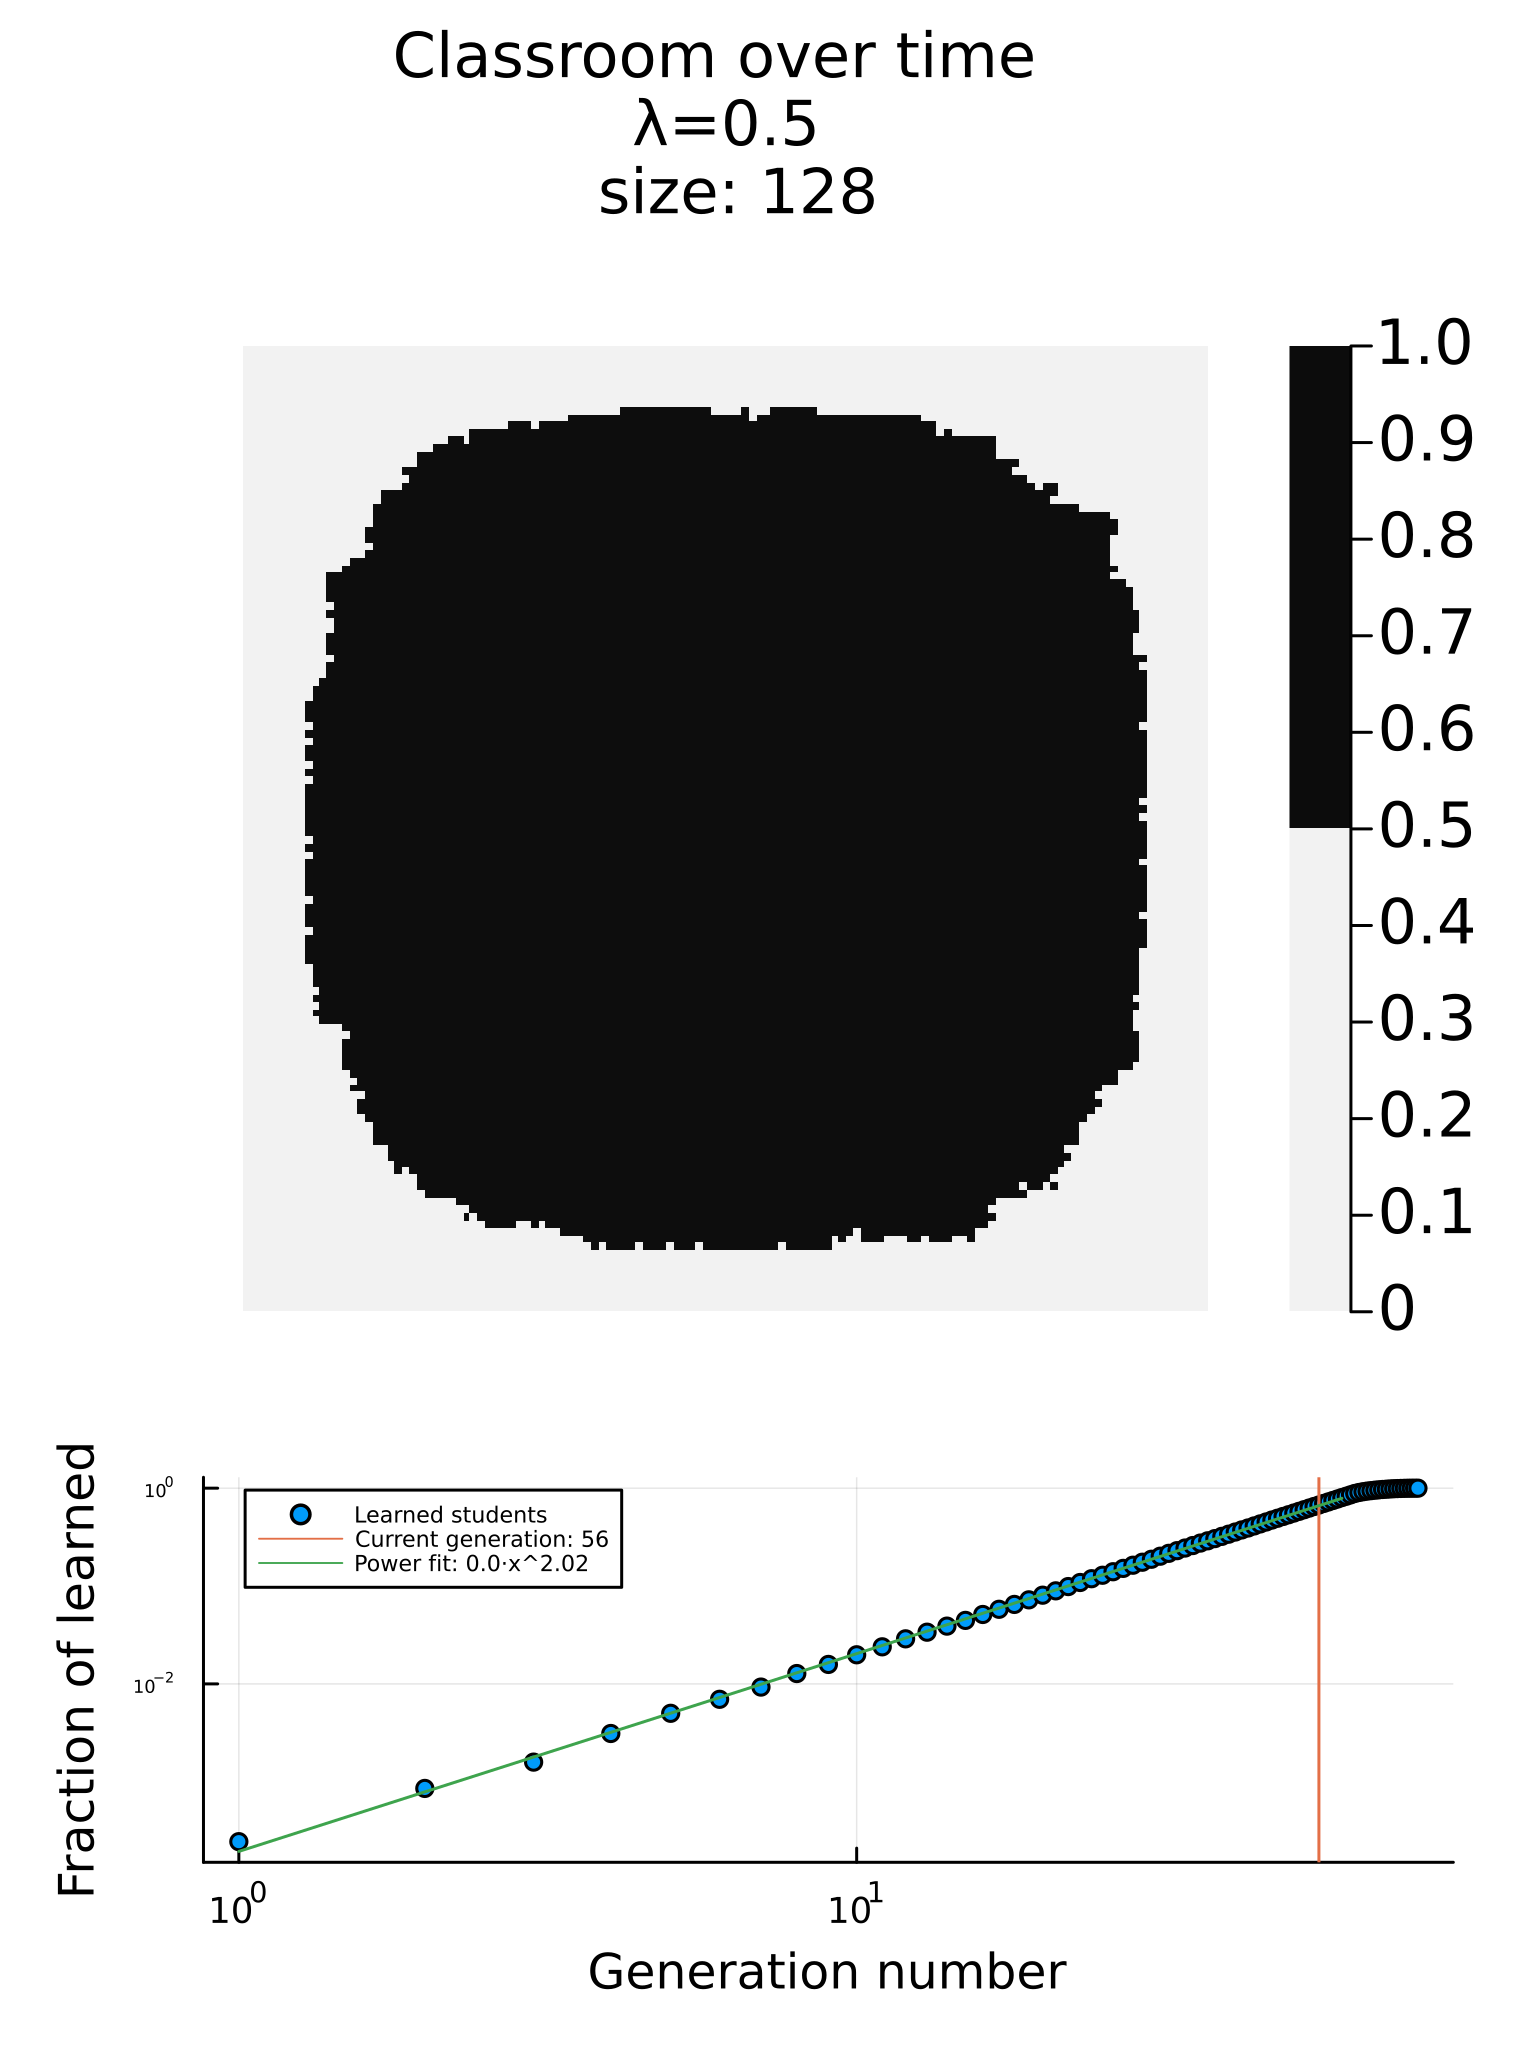 Classroom over time
λ=0.5
size: 128
1.0
0.9
0.8
0.7
0.6
0.5
0.4
0.3
0.2
0.1
0
Fraction of learned
10^0
10^−2
Learned students
Current generation: 56
Power fit: 0.0·x^2.02
10^0
10^1
Generation number